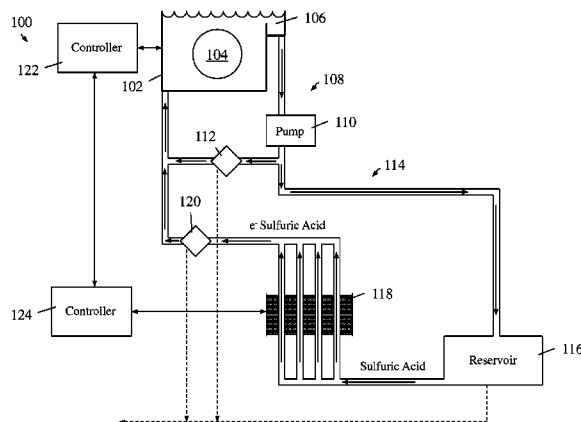 100
Controller
122
102
104
106
108
Pump
110
112
114
120
e- Sulfuric Acid
118
124
Controller
Sulfuric Acid
Reservoir
116